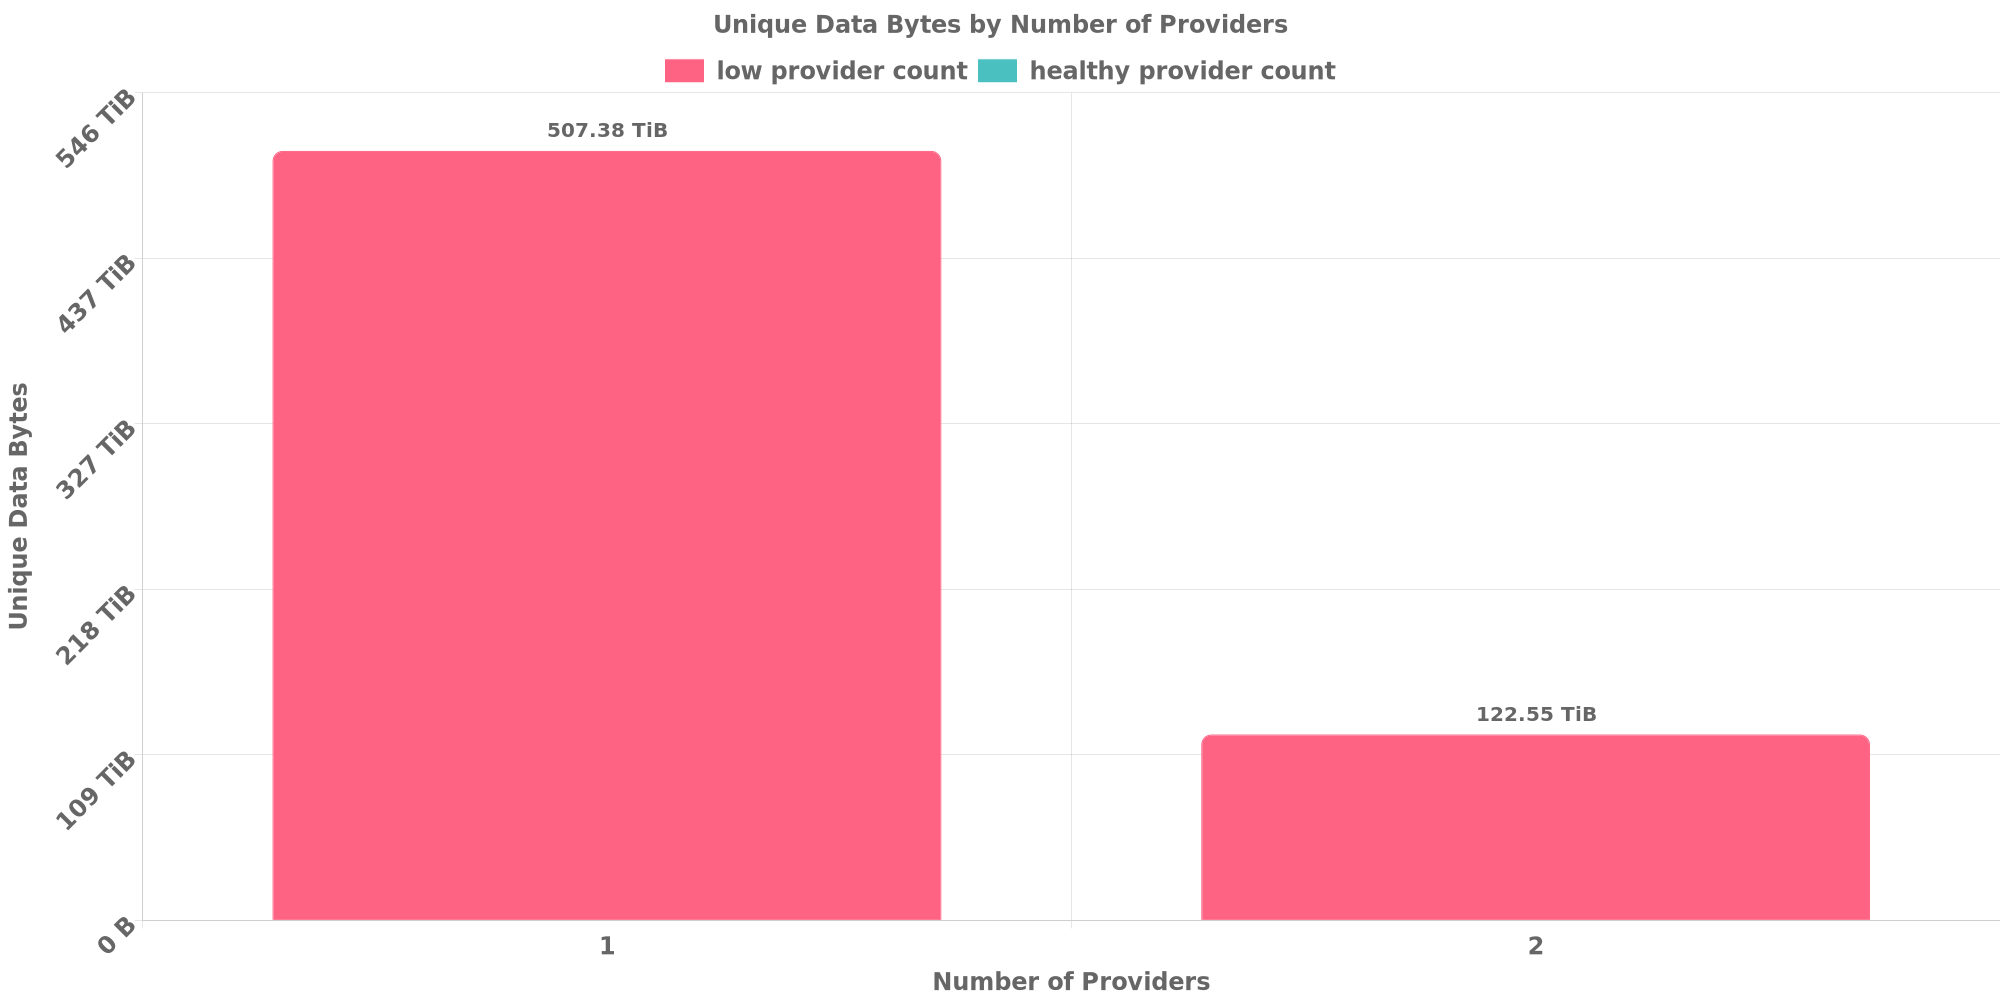 Unique Data Bytes by Number of Providers
low provider count healthy provider count
546 TiB
507.38 TiB
437 TiB
327 TiB
218 TiB
122.55 TiB
109 TiB
0 B
Unique Data Bytes
1 2
Number of Providers